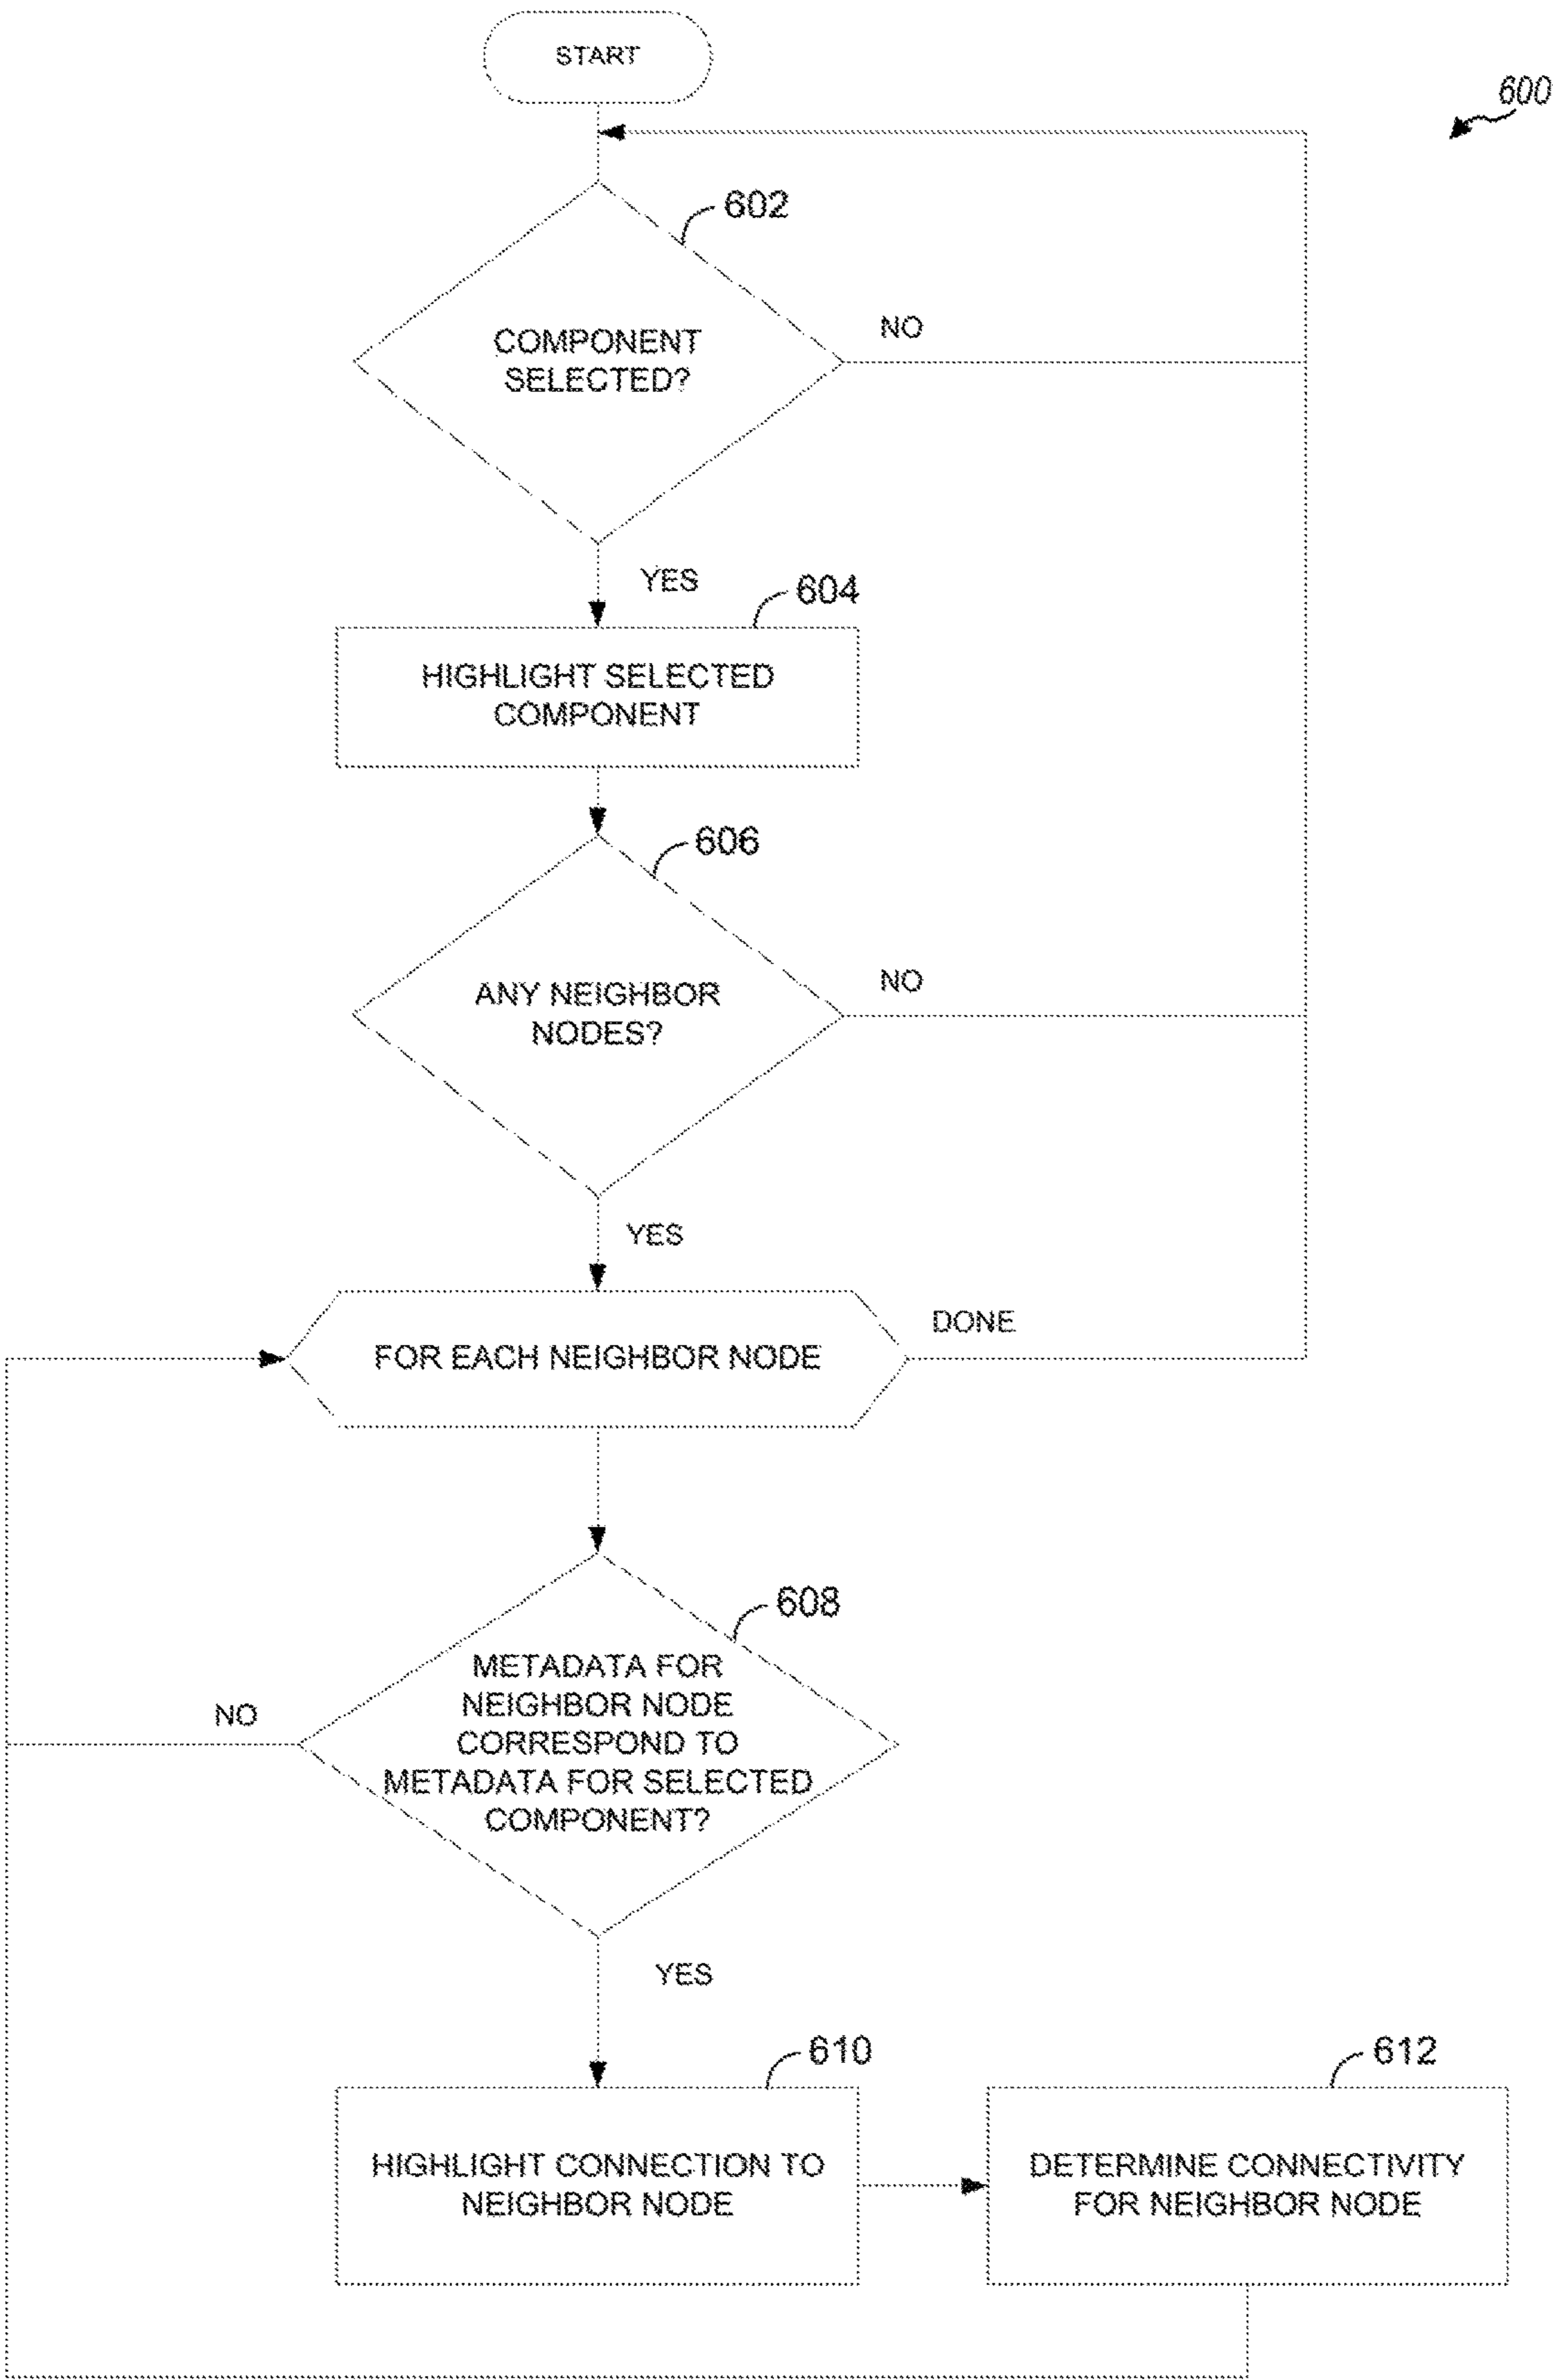 START
600
602
COMPONENT
SELECTED?
NO
YES
604
HIGHLIGHT SELECTED
COMPONENT
606
ANY NEIGHBOR
NODES?
NO
YES
FOR EACH NEIGHBOR NODE
DONE
608
METADATA FOR
NEIGHBOR NODE
CORRESPOND TO
METADATA FOR SELECTED
COMPONENT?
NO
YES
610
HIGHLIGHT CONNECTION TO
NEIGHBOR NODE
612
DETERMINE CONNECTIVITY
FOR NEIGHBOR NODE